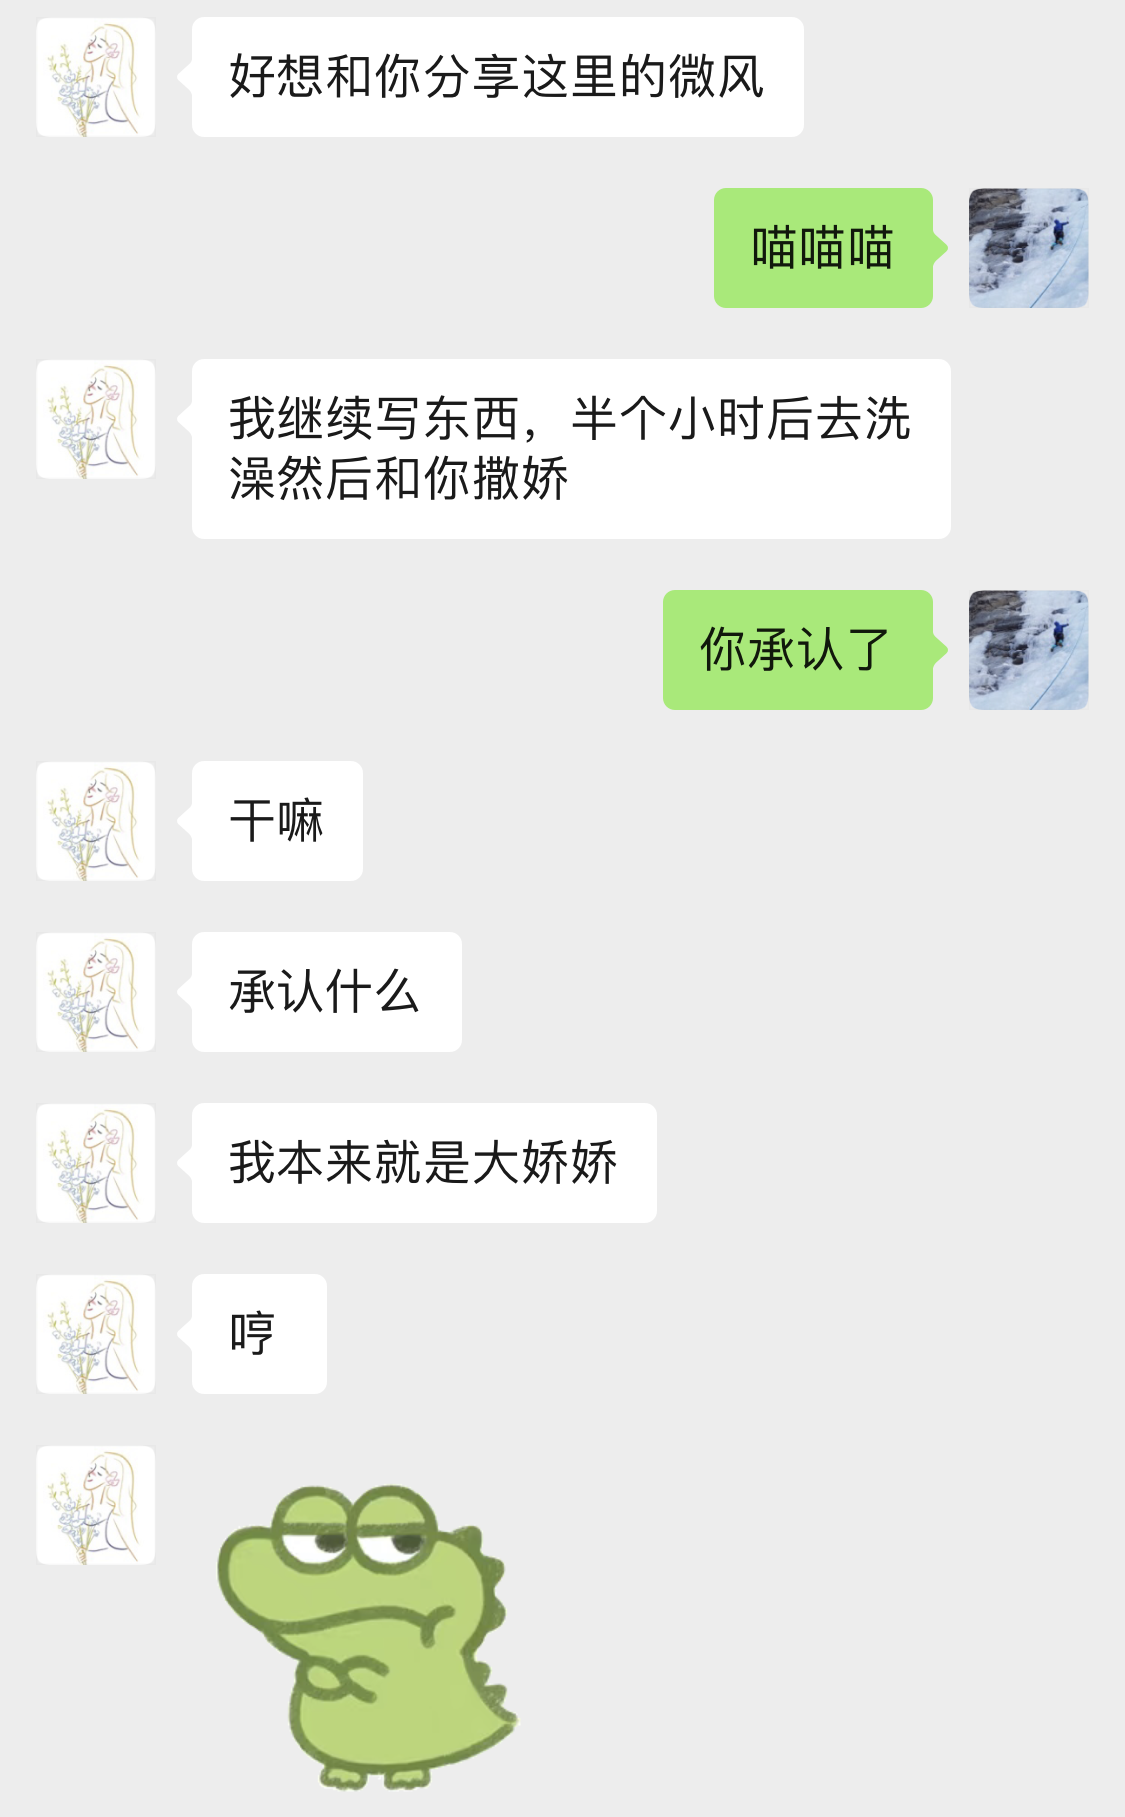 好想和你分享这里的微风
喵喵喵
我继续写东西，半个小时后去洗
澡然后和你撒娇
你承认了
干嘛
承认什么
我本来就是大娇娇
哼